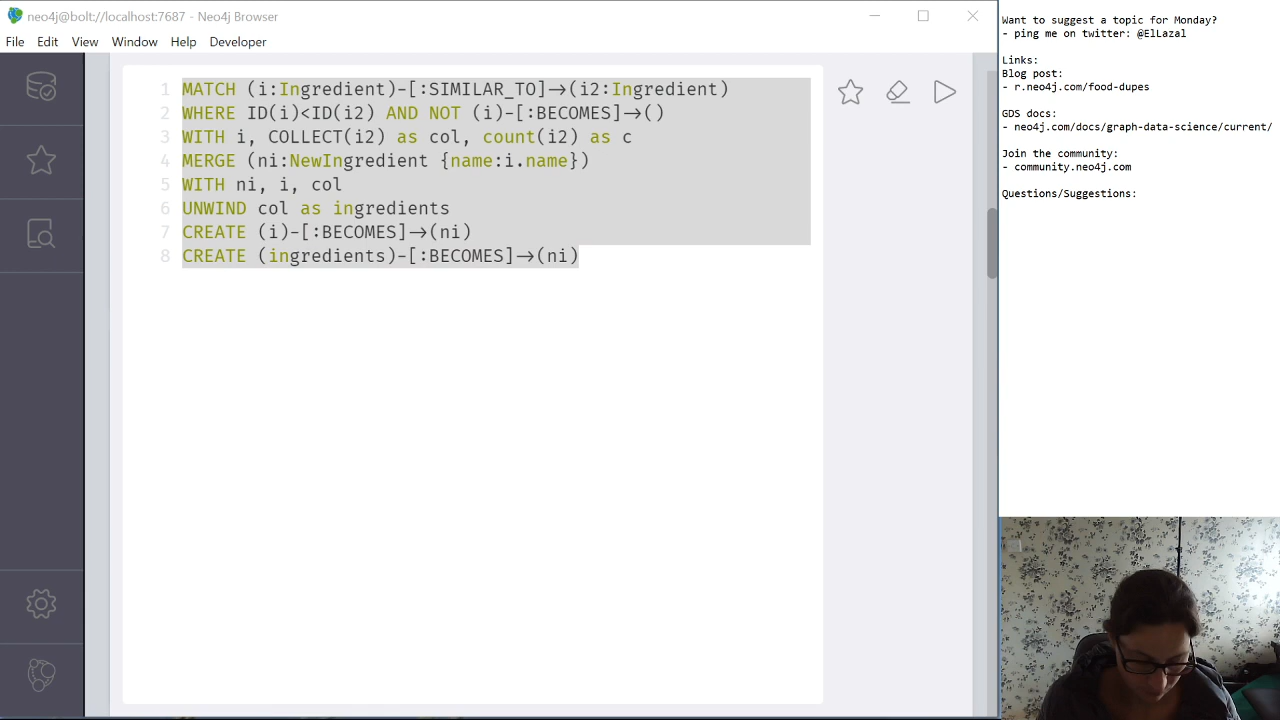 neo4j@bolt://localhost:7687 - Neo4j Browser
File Edit View Window Help Developer
1 MATCH (i:Ingredient)-[:SIMILAR_TO]->(i2:Ingredient)
2 WHERE ID(i)<ID(i2) AND NOT (i)-[:BECOMES]->()
3 WITH i, COLLECT(i2) as col, count(i2) as c
4 MERGE (ni:NewIngredient {name:i.name})
5 WITH ni, i, col
6 UNWIND col as ingredients
7 CREATE (i)-[:BECOMES]->(ni)
8 CREATE (ingredients)-[:BECOMES]->(ni)
Want to suggest a topic for Monday?
- ping me on twitter: @ElLazal
Links:
Blog post:
- r.neo4j.com/food-dupes
GDS docs:
- neo4j.com/docs/graph-data-science/current/
Join the community:
- community.neo4j.com
Questions/Suggestions: